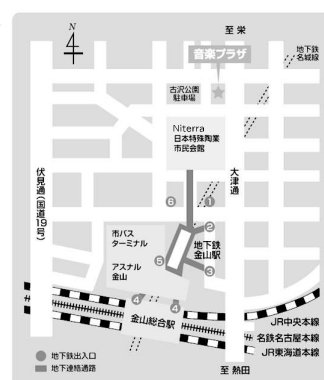 N
至 栄
音楽プラザ
地下鉄
名城線
古沢公園
駐車場
Niterra
日本特殊陶業
市民会館
伏見通(国道19号)
大津通
6
1
2
市バス
ターミナル
地下鉄
金山駅
5
3
アスナル
金山
4
4
金山総合駅
JR中央本線
名鉄名古屋本線
JR東海道本線
地下鉄出入口
地下連絡通路
至 熱田